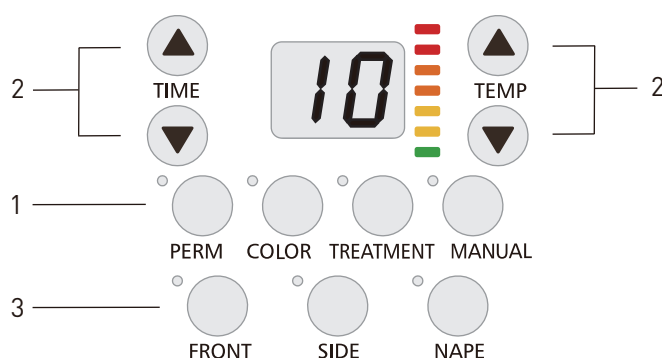 10
2 TIME TEMP 2
1
PERM COLOR TREATMENT MANUAL
3
FRONT SIDE NAPE